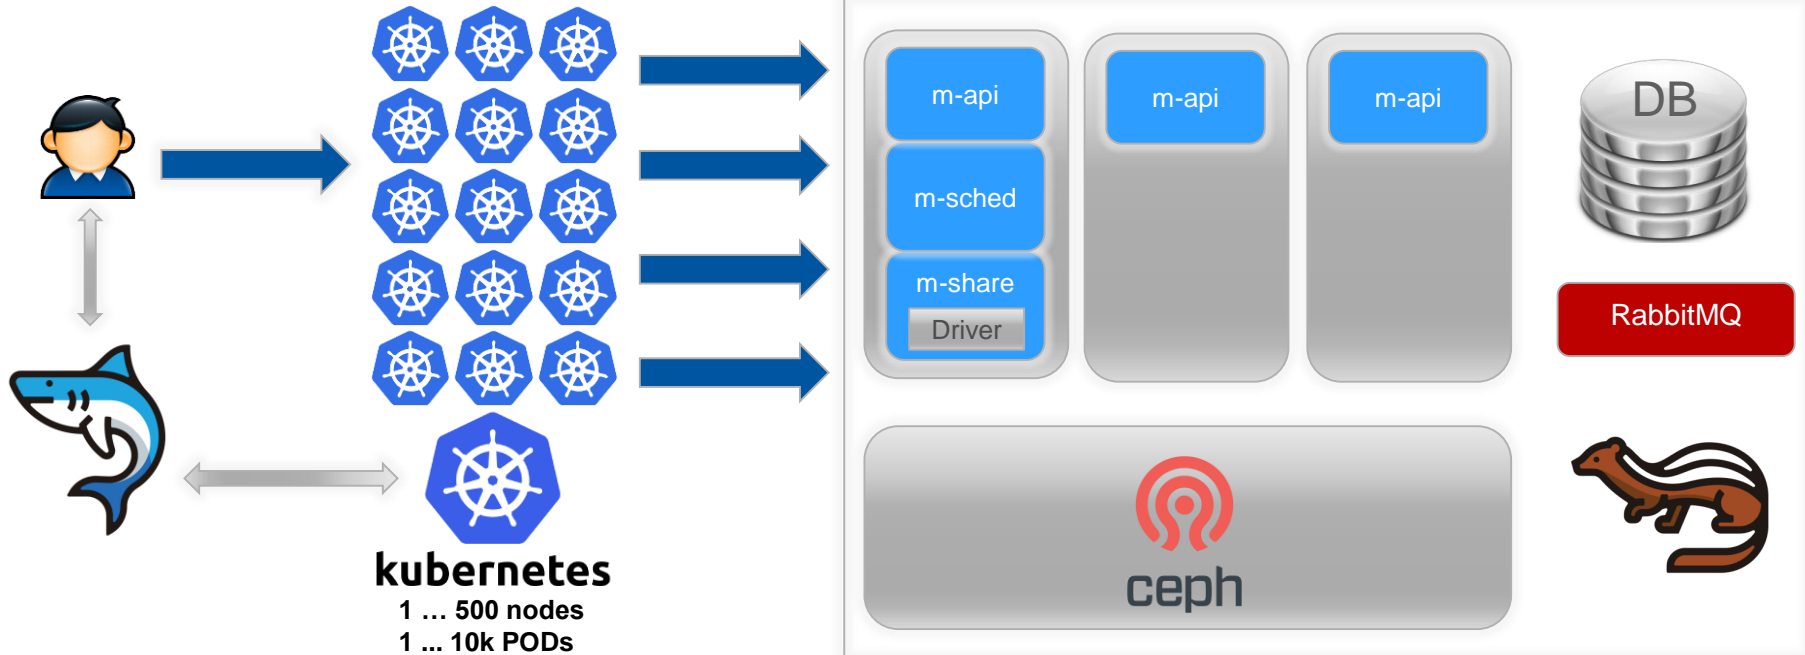 kubernetes
1 … 500 nodes
1 ... 10k PODs
m-api
m-sched
m-share
Driver
m-api
m-api
DB
RabbitMQ
ceph